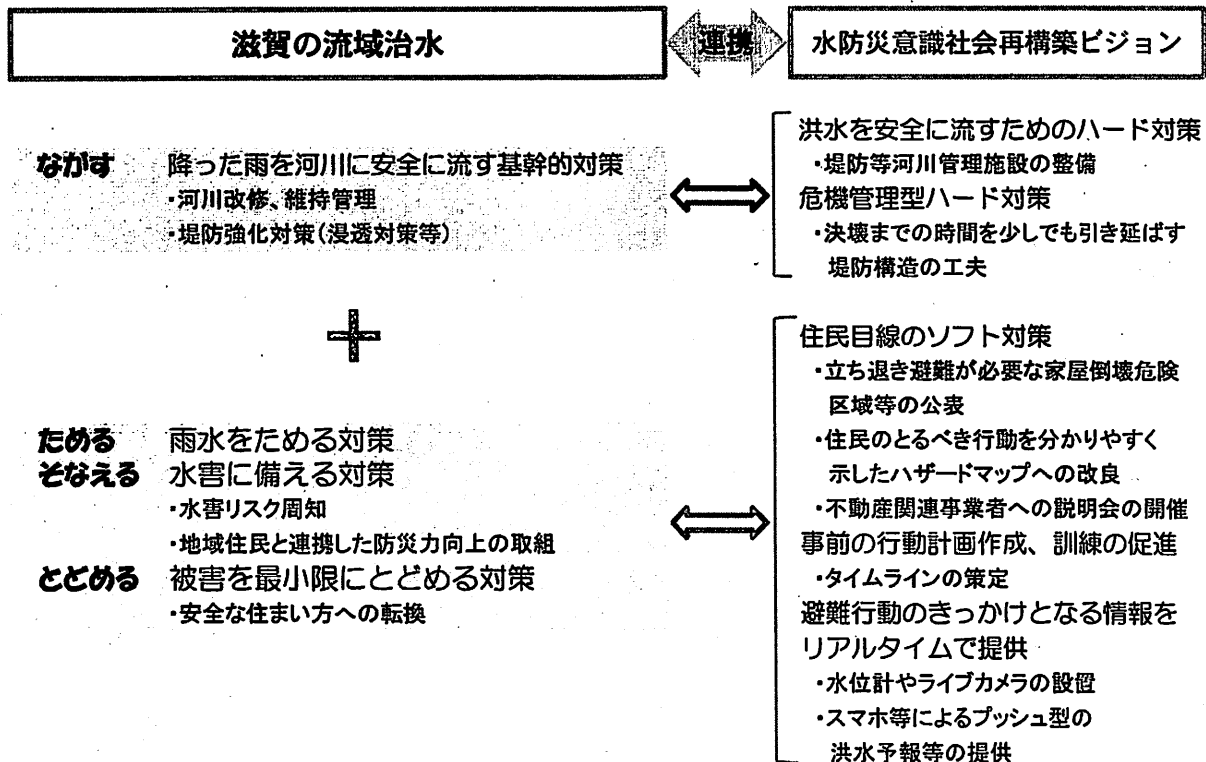 滋賀の流域治水
連携
水防災意識社会再構築ビジョン
ながす 降った雨を河川に安全に流す基幹的対策
・河川改修、維持管理
・堤防強化対策(浸透対策等)
洪水を安全に流すためのハード対策
・堤防等河川管理施設の整備
危機管理型ハード対策
・決壊までの時間を少しでも引き延ばす
堤防構造の工夫
＋
ためる 雨水をためる対策
そなえる 水害に備える対策
・水害リスク周知
・地域住民と連携した防災力向上の取組
とどめる 被害を最小限にとどめる対策
・安全な住まい方への転換
住民目線のソフト対策
・立ち退き避難が必要な家屋倒壊危険
区域等の公表
・住民のとるべき行動を分かりやすく
示したハザードマップへの改良
・不動産関連事業者への説明会の開催
事前の行動計画作成、訓練の促進
・タイムラインの策定
避難行動のきっかけとなる情報を
リアルタイムで提供
・水位計やライブカメラの設置
・スマホ等によるプッシュ型の
洪水予報等の提供